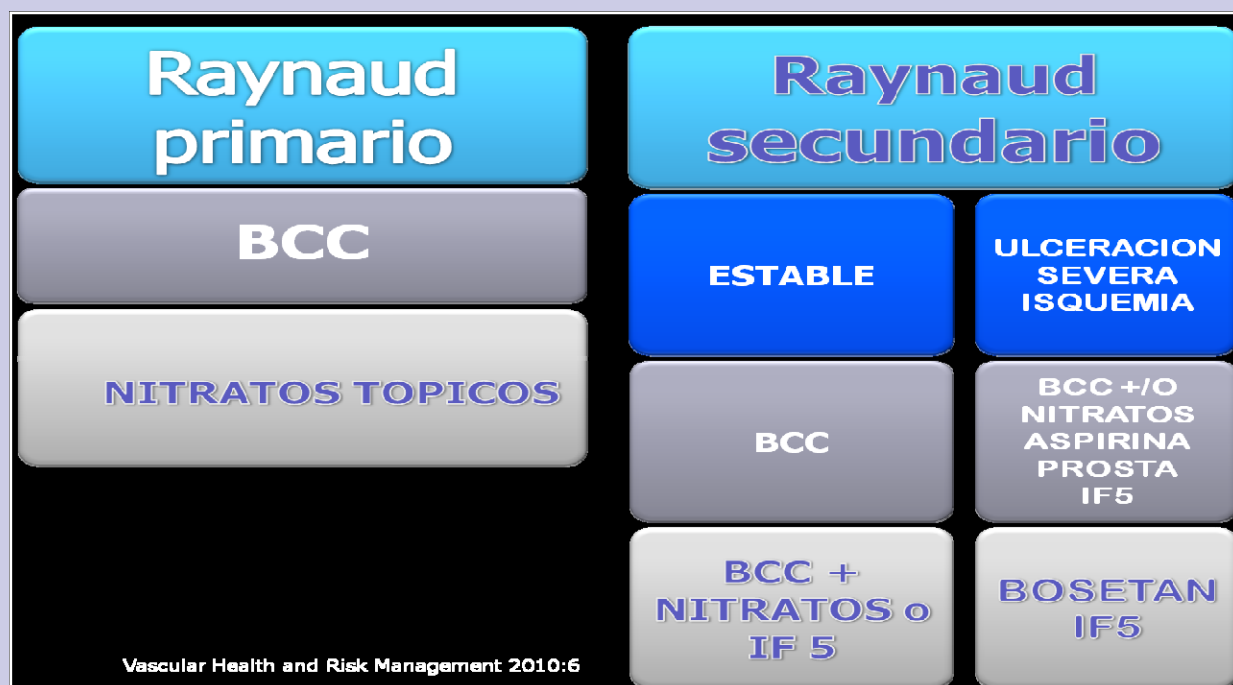 Raynaud
primario
BCC
NITRATOS TOPICOS
Raynaud
secundario
ESTABLE
BCC
BCC +
NITRATOS o
IF 5
ULCERACION
SEVERA
ISQUEMIA
BCC +/O
NITRATOS
ASPIRINA
PROSTA
IF5
BOSETAN
IF5
Vascular Health and Risk Management 2010:6